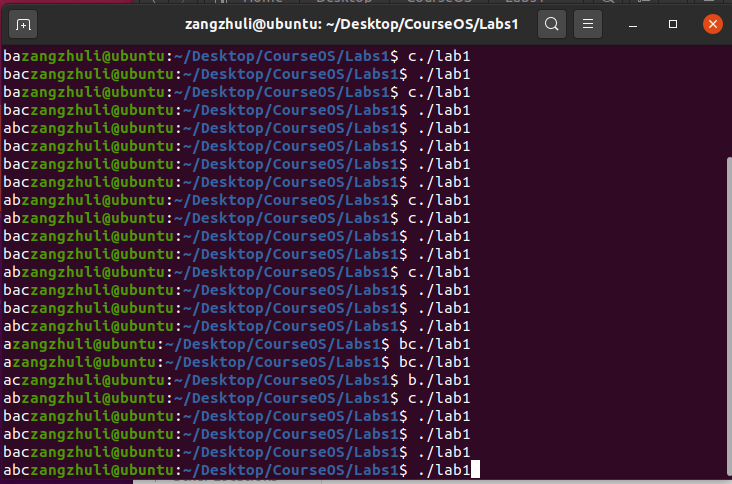 zangzhuli@ubuntu: ~/Desktop/CourseOS/Labs1
bazangzhuli@ubuntu:~/Desktop/CourseOS/Labs1$ c./lab1
baczangzhuli@ubuntu:~/Desktop/CourseOS/Labs1$ ./lab1
bazangzhuli@ubuntu:~/Desktop/CourseOS/Labs1$ c./lab1
baczangzhuli@ubuntu:~/Desktop/CourseOS/Labs1$ ./lab1
abczangzhuli@ubuntu:~/Desktop/CourseOS/Labs1$ ./lab1
baczangzhuli@ubuntu:~/Desktop/CourseOS/Labs1$ ./lab1
baczangzhuli@ubuntu:~/Desktop/CourseOS/Labs1$ ./lab1
baczangzhuli@ubuntu:~/Desktop/CourseOS/Labs1$ ./lab1
abzangzhuli@ubuntu:~/Desktop/CourseOS/Labs1$ c./lab1
abzangzhuli@ubuntu:~/Desktop/CourseOS/Labs1$ c./lab1
baczangzhuli@ubuntu:~/Desktop/CourseOS/Labs1$ ./lab1
abzangzhuli@ubuntu:~/Desktop/CourseOS/Labs1$ c./lab1
baczangzhuli@ubuntu:~/Desktop/CourseOS/Labs1$ ./lab1
baczangzhuli@ubuntu:~/Desktop/CourseOS/Labs1$ ./lab1
abczangzhuli@ubuntu:~/Desktop/CourseOS/Labs1$ ./lab1
azangzhuli@ubuntu:~/Desktop/CourseOS/Labs1$ bc./lab1
azangzhuli@ubuntu:~/Desktop/CourseOS/Labs1$ bc./lab1
aczangzhuli@ubuntu:~/Desktop/CourseOS/Labs1$ b./lab1
abzangzhuli@ubuntu:~/Desktop/CourseOS/Labs1$ c./lab1
baczangzhuli@ubuntu:~/Desktop/CourseOS/Labs1$ ./lab1
abczangzhuli@ubuntu:~/Desktop/CourseOS/Labs1$ ./lab1
baczangzhuli@ubuntu:~/Desktop/CourseOS/Labs1$ ./lab1
abczangzhuli@ubuntu:~/Desktop/CourseOS/Labs1$ ./lab1